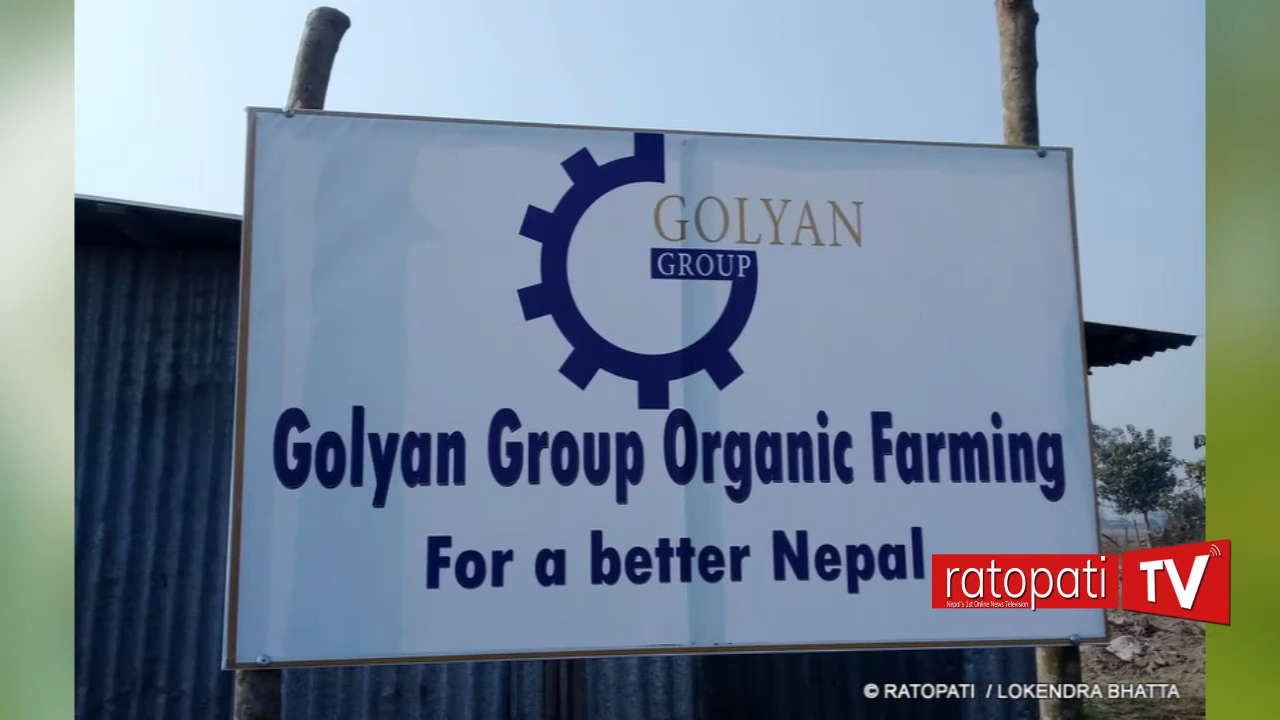 GOLYAN
GROUP
Golyan Group Organic Farming
For a better Nepal
ratopati TV
Nepal's 1st Online News Television
© RATOPATI / LOKENDRA BHATTA